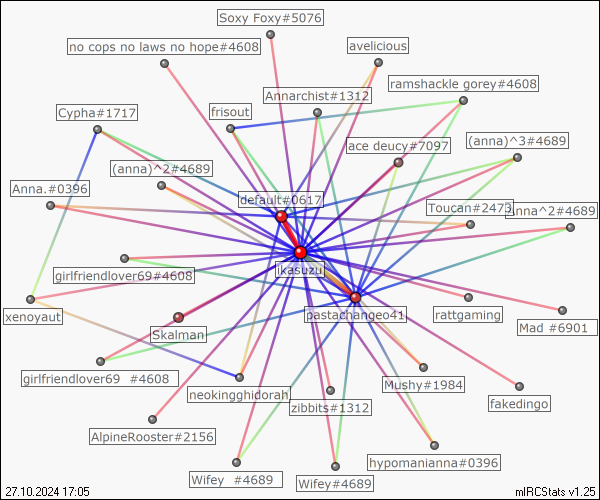 Soxy Foxy#5076
no cops no laws no hope#4608
avelicious
ramshackle gorey#4608
Annarchist#1312
Cypha#1717
frisout
ace deucy#7097
(anna)^3#4689
(anna)^2#4689
Anna.#0396
default#0617
Toucan#2473
Anna^2#4689
ikasuzu
girlfriendlover69#4608
xenoyaut
pastachangeo41
rattgaming
Mad #6901
Skalman
girlfriendlover69 #4608
neokingghidorah
Mushy#1984
zibbits#1312
fakedingo
AlpineRooster#2156
hypomanianna#0396
Wifey #4689
Wifey#4689
27.10.2024 17:05
mIRCStats v1.25